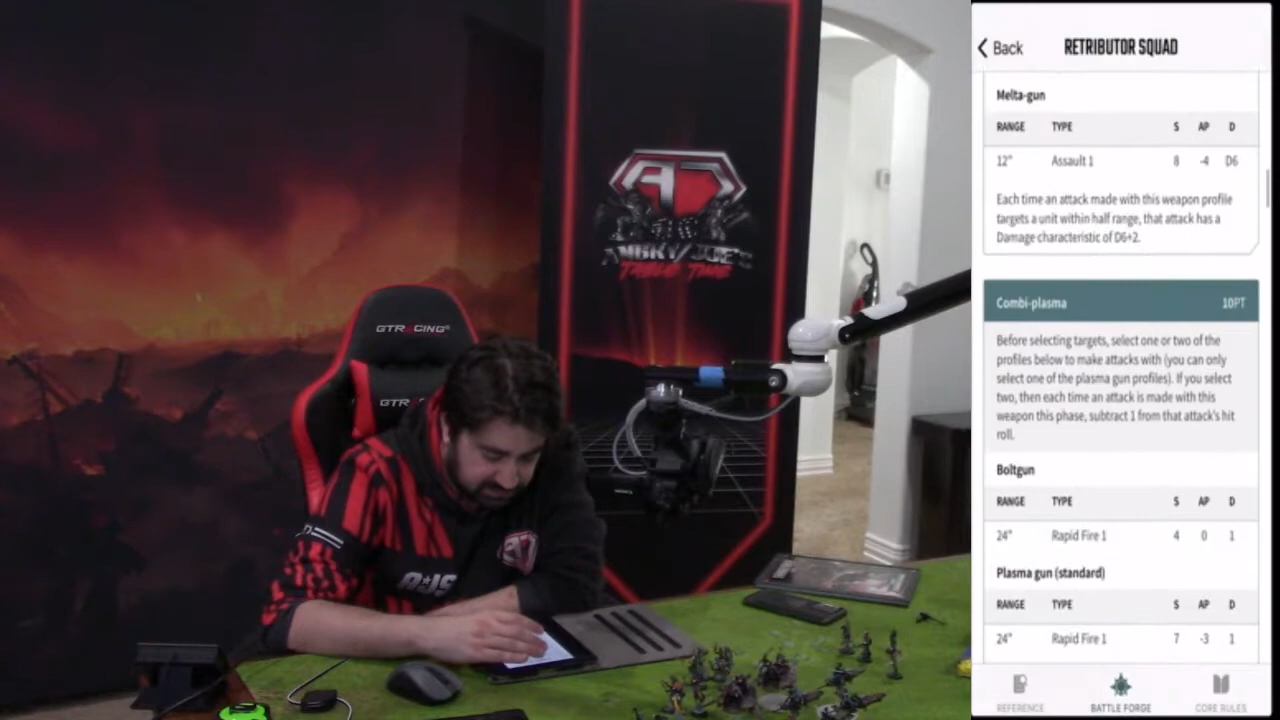 Back
RETRIBUTOR SQUAD
Melta-gun
RANGE TYPE S AP D
12" Assault 1 8 -4 D6
Each time an attack made with this weapon profile
targets a unit within half range, that attack has a
Damage characteristic of D6+2.
Combi-plasma 10PT
Before selecting targets, select one or two of the
profiles below to make attacks with (you can only
select one of the plasma gun profiles). If you select
two, then each time an attack is made with this
weapon this phase, subtract 1 from that attack's hit
roll.
Boltgun
RANGE TYPE S AP D
24" Rapid Fire 1 4 0 1
Plasma gun (standard)
RANGE TYPE S AP D
24" Rapid Fire 1 7 -3 1
REFERENCE BATTLE FORGE CORE RULES
AJ
ANGRY JOE'S
TABLE TIME
GTRACING
GTR
AJS